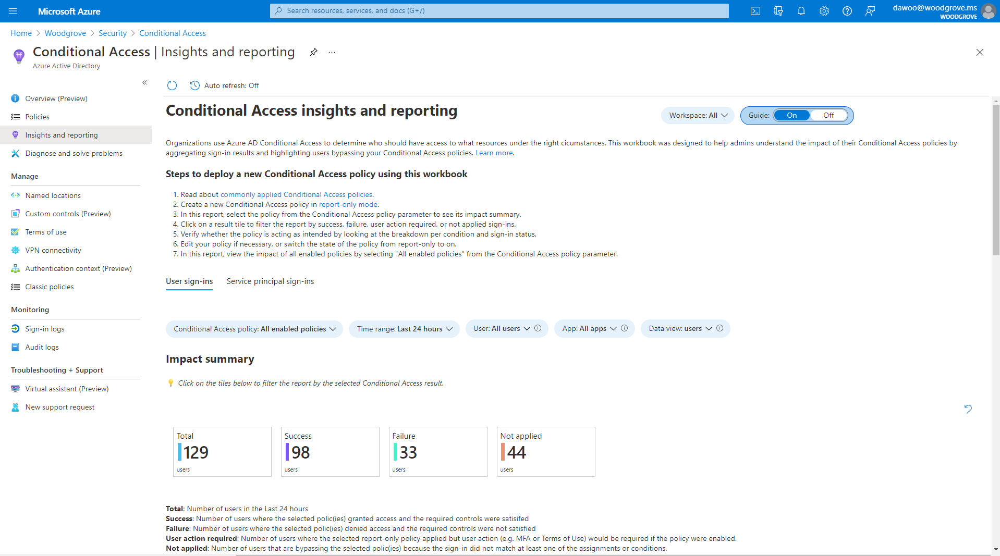 Microsoft Azure
Search resources, services, and docs (G+/)
dawoo@woodgrove.ms
WOODGROVE
Home > Woodgrove > Security > Conditional Access
Conditional Access | Insights and reporting
Azure Active Directory
Overview (Preview)
Policies
Insights and reporting
Diagnose and solve problems
Manage
Named locations
Custom controls (Preview)
Terms of use
VPN connectivity
Authentication context (Preview)
Classic policies
Monitoring
Sign-in logs
Audit logs
Troubleshooting + Support
Virtual assistant (Preview)
New support request
Auto refresh: Off
Conditional Access insights and reporting
Workspace: All
Guide: On Off
Organizations use Azure AD Conditional Access to determine who should have access to what resources under the right cicumstances. This workbook was designed to help admins understand the impact of their Conditional Access policies by
aggregating sign-in results and highlighting users bypassing your Conditional Access policies. Learn more.
Steps to deploy a new Conditional Access policy using this workbook
1. Read about commonly applied Conditional Access policies.
2. Create a new Conditional Access policy in report-only mode.
3. In this report, select the policy from the Conditional Access policy parameter to see its impact summary.
4. Click on a result tile to filter the report by success, failure, user action required, or not applied sign-ins.
5. Verify whether the policy is acting as intended by looking at the breakdown per condition and sign-in status.
6. Edit your policy if necessary, or switch the state of the policy from report-only to on.
7. In this report, view the impact of all enabled policies by selecting "All enabled policies" from the Conditional Access policy parameter.
User sign-ins Service principal sign-ins
Conditional Access policy: All enabled policies Time range: Last 24 hours User: All users App: All apps Data view: users
Impact summary
Click on the tiles below to filter the report by the selected Conditional Access result.
Total
129
users
Success
98
users
Failure
33
users
Not applied
44
users
Total: Number of users in the Last 24 hours
Success: Number of users where the selected polic(ies) granted access and the required controls were satisifed
Failure: Number of users where the selected polic(ies) denied access and the required controls were not satisfied
User action required: Number of users where the selected report-only policy applied but user action (e.g. MFA or Terms of Use) would be required if the policy were enabled.
Not applied: Number of users that are bypassing the selected polic(ies) because the sign-in did not match at least one of the assignments or conditions.